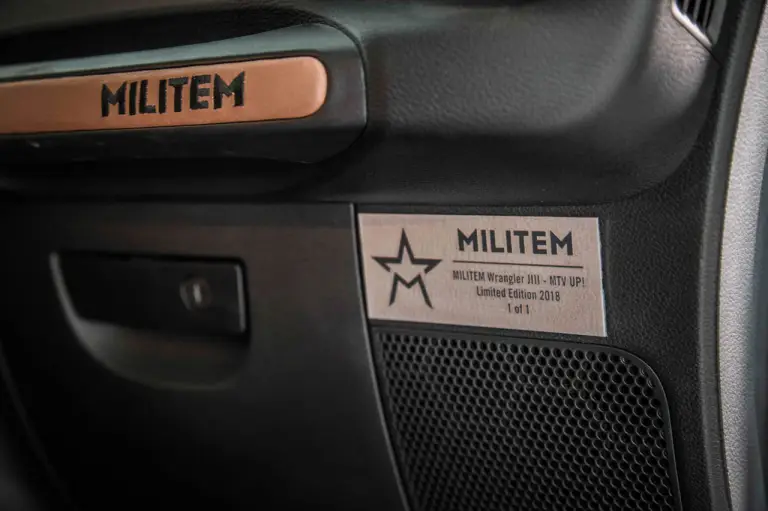 MILITEM
MILITEM
MILITEM Wrangler JIII - MTV UP!
Limited Edition 2018
1 of 1